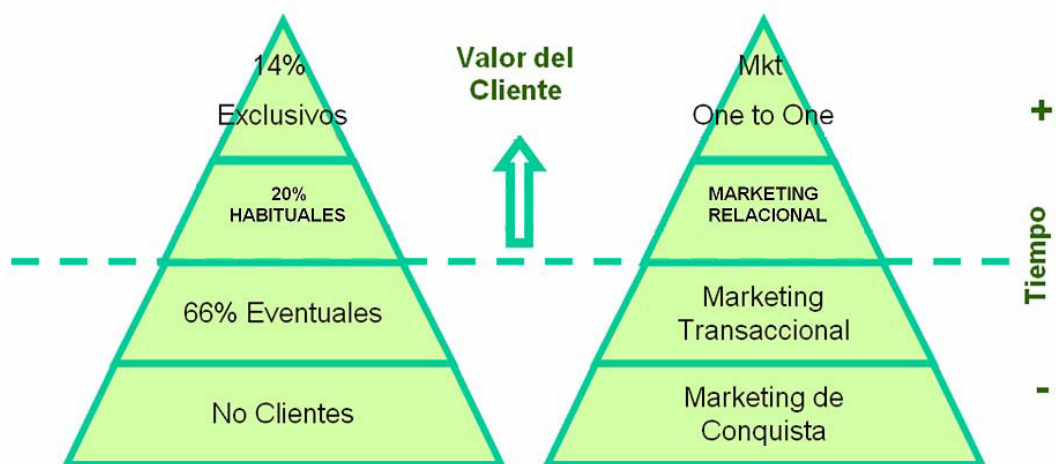 14%
Exclusivos
20%
HABITUALES
66% Eventuales
No Clientes
Valor del
Cliente
Mkt
One to One
MARKETING
RELACIONAL
Marketing
Transaccional
Marketing de
Conquista
+
Tiempo
-